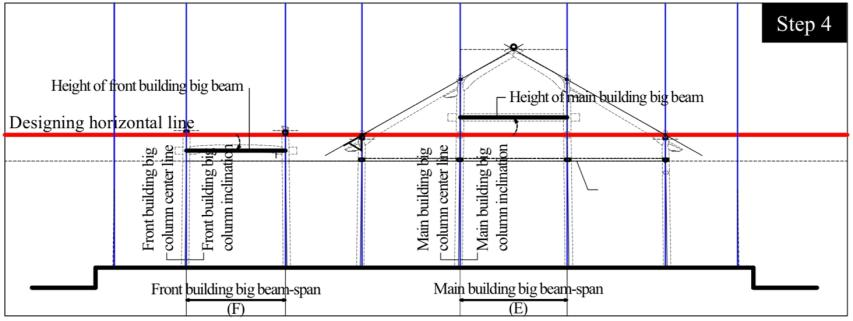 Step 4
Height of front building big beam
Height of main building big beam
Designing horizontal line
Front building big
column center line
Front building big
column inclination
Main building big
column center line
Main building big
column inclination
Front building big beam-span
(F)
Main building big beam-span
(E)